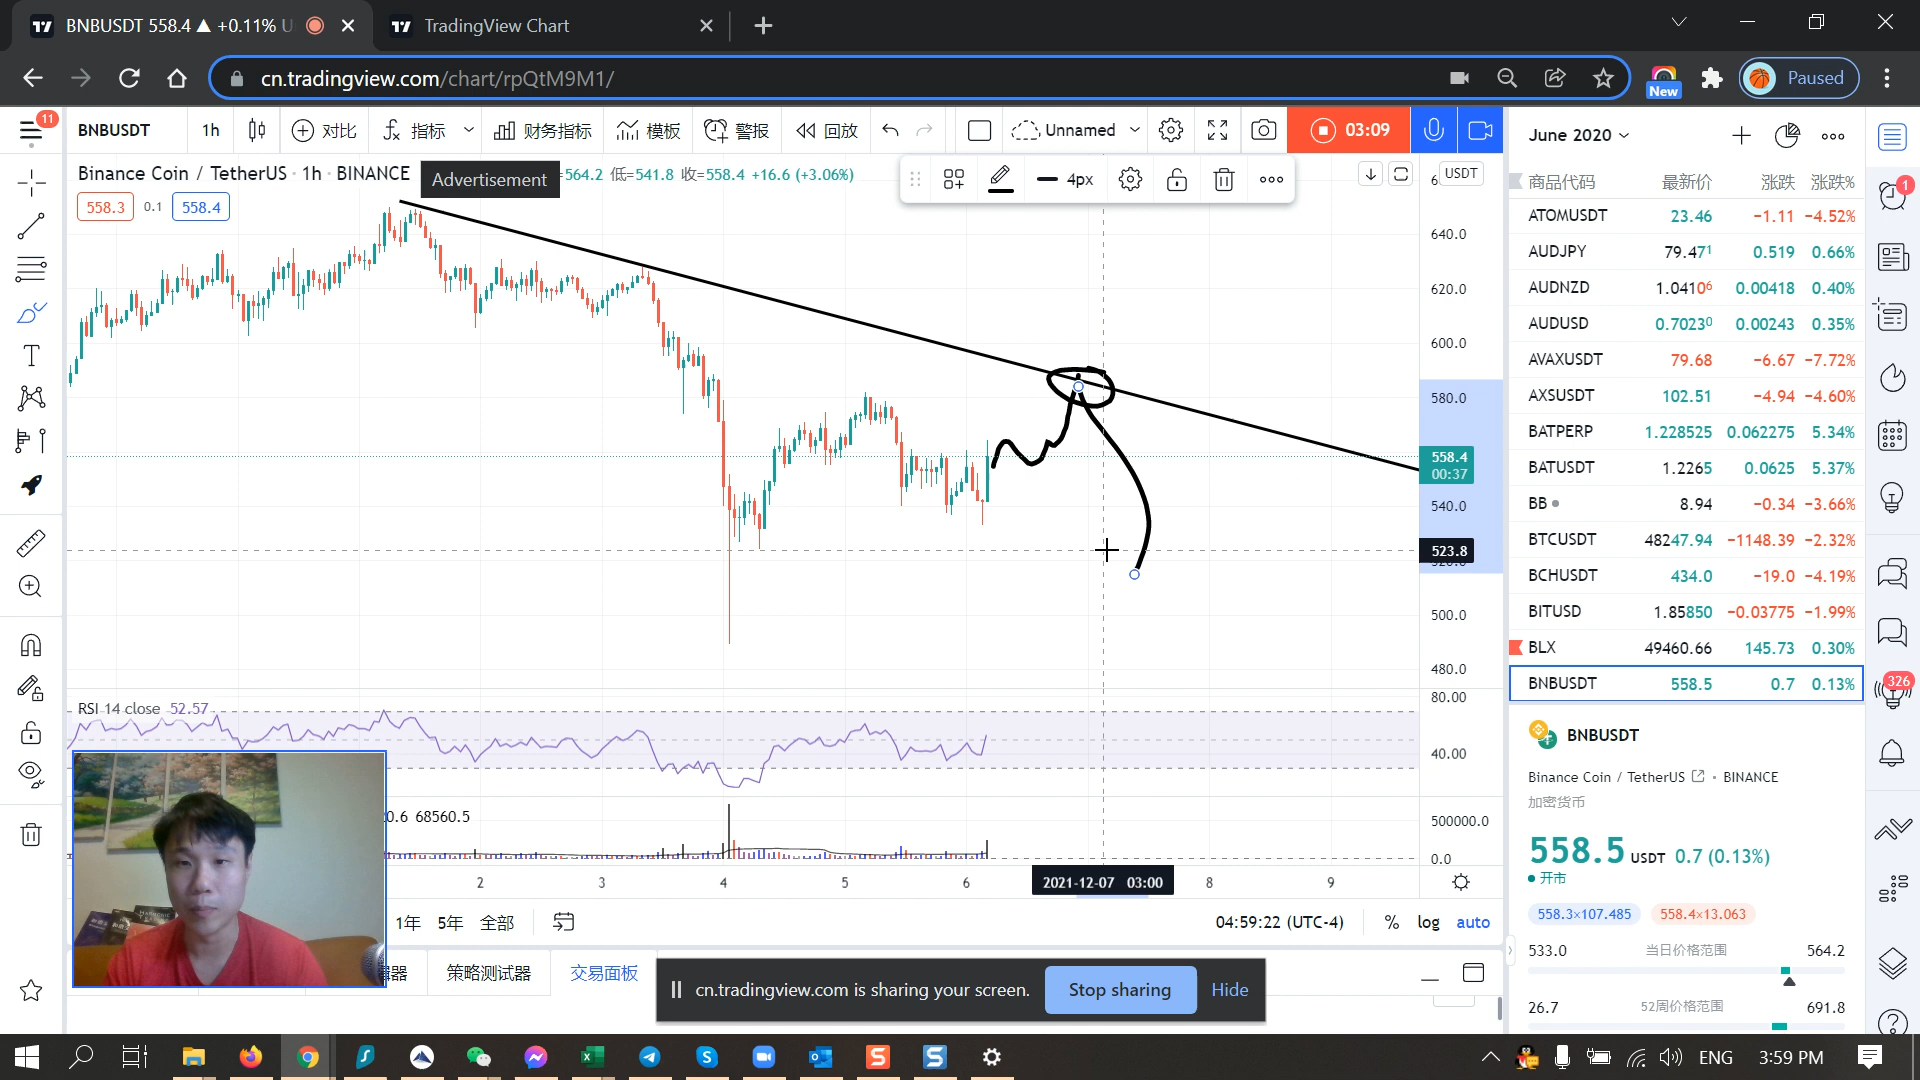 BNBUSDT 558.4 ▲ +0.11% U
TradingView Chart
cn.tradingview.com/chart/rpQtM9M1/
New
Paused
11
BNBUSDT
1h
对比
指标
财务指标
模板
警报
回放
Unnamed
03:09
June 2020
Binance Coin / TetherUS · 1h · BINANCE
Advertisement
=564.2 低=541.8 收=558.4 +16.6 (+3.06%)
4px
USDT
558.3
0.1
558.4
640.0
620.0
600.0
580.0
558.4
00:37
540.0
523.8
500.0
480.0
RSI 14 close 52.57
80.00
40.00
0.6 68560.5
500000.0
0.0
2
3
4
5
6
2021-12-07 03:00
8
9
1年
5年
全部
04:59:22 (UTC-4)
%
log
auto
策略测试器
交易面板
cn.tradingview.com is sharing your screen.
Stop sharing
Hide
商品代码 最新价 涨跌 涨跌%
ATOMUSDT 23.46 −1.11 −4.52%
AUDJPY 79.471 0.519 0.66%
AUDNZD 1.04106 0.00418 0.40%
AUDUSD 0.70230 0.00243 0.35%
AVAXUSDT 79.68 −6.67 −7.72%
AXSUSDT 102.51 −4.94 −4.60%
BATPERP 1.228525 0.062275 5.34%
BATUSDT 1.2265 0.0625 5.37%
BB 8.94 −0.34 −3.66%
BTCUSDT 48247.94 −1148.39 −2.32%
BCHUSDT 434.0 −19.0 −4.19%
BITUSD 1.85850 −0.03775 −1.99%
BLX 49460.66 145.73 0.30%
BNBUSDT 558.5 0.7 0.13%
BNBUSDT
Binance Coin / TetherUS · BINANCE
加密货币
558.5 USDT 0.7 (0.13%)
开市
558.3×107.485 558.4×13.063
533.0 当日价格范围 564.2
26.7 52周价格范围 691.8
1
326
ENG
3:59 PM